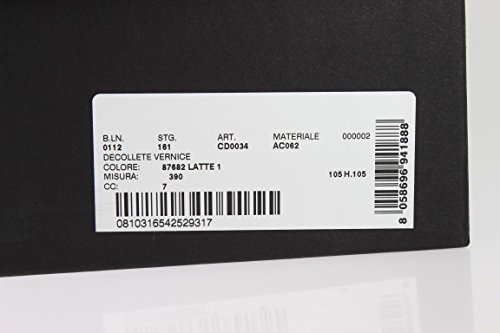 B.LN. STG. ART. MATERIALE 000002
0112 161 CD0034 AC062
DECOLLETE VERNICE
COLORE: 87682 LATTE 1
MISURA: 390 105 H.105
CC: 7
0810316542529317
8 058696 941888